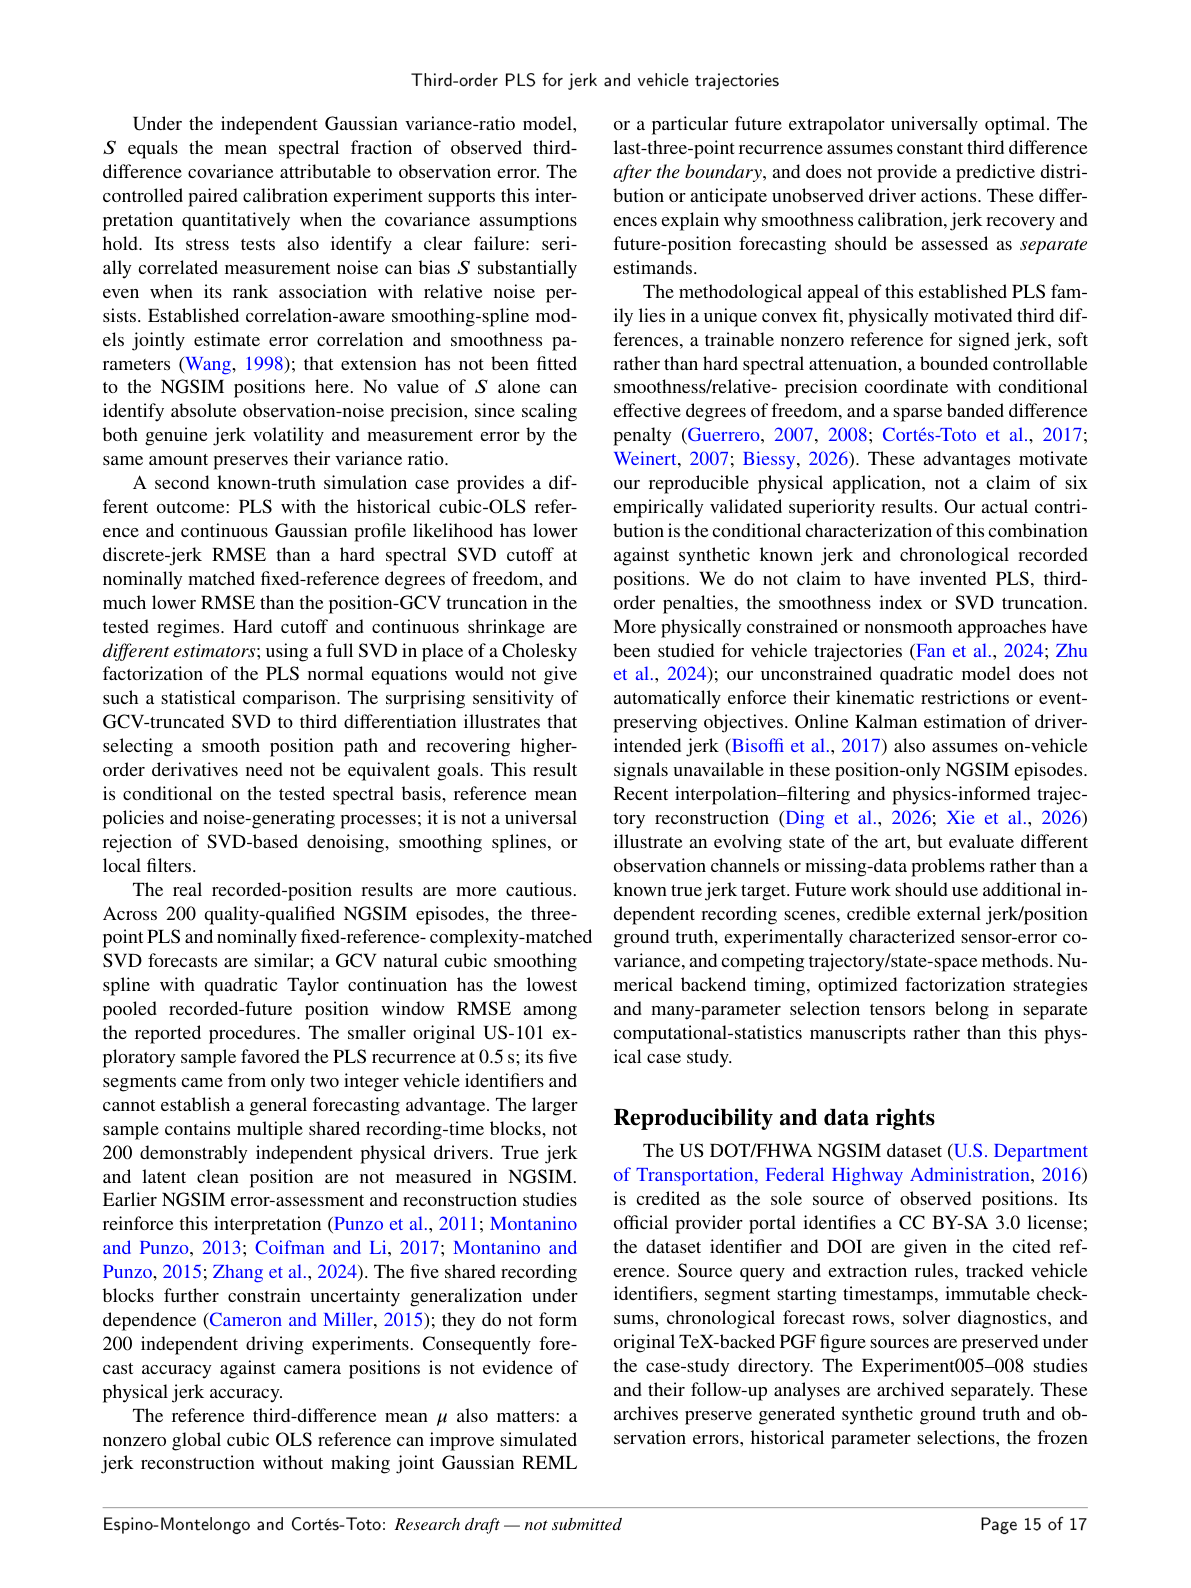 Third-order PLS for jerk and vehicle trajectories
Under the independent Gaussian variance-ratio model,
S equals the mean spectral fraction of observed third-
difference covariance attributable to observation error. The
controlled paired calibration experiment supports this inter-
pretation quantitatively when the covariance assumptions
hold. Its stress tests also identify a clear failure: seri-
ally correlated measurement noise can bias S substantially
even when its rank association with relative noise per-
sists. Established correlation-aware smoothing-spline mod-
els jointly estimate error correlation and smoothness pa-
rameters (Wang, 1998); that extension has not been fitted
to the NGSIM positions here. No value of S alone can
identify absolute observation-noise precision, since scaling
both genuine jerk volatility and measurement error by the
same amount preserves their variance ratio.
A second known-truth simulation case provides a dif-
ferent outcome: PLS with the historical cubic-OLS refer-
ence and continuous Gaussian profile likelihood has lower
discrete-jerk RMSE than a hard spectral SVD cutoff at
nominally matched fixed-reference degrees of freedom, and
much lower RMSE than the position-GCV truncation in the
tested regimes. Hard cutoff and continuous shrinkage are
different estimators; using a full SVD in place of a Cholesky
factorization of the PLS normal equations would not give
such a statistical comparison. The surprising sensitivity of
GCV-truncated SVD to third differentiation illustrates that
selecting a smooth position path and recovering higher-
order derivatives need not be equivalent goals. This result
is conditional on the tested spectral basis, reference mean
policies and noise-generating processes; it is not a universal
rejection of SVD-based denoising, smoothing splines, or
local filters.
The real recorded-position results are more cautious.
Across 200 quality-qualified NGSIM episodes, the three-
point PLS and nominally fixed-reference- complexity-matched
SVD forecasts are similar; a GCV natural cubic smoothing
spline with quadratic Taylor continuation has the lowest
pooled recorded-future position window RMSE among
the reported procedures. The smaller original US-101 ex-
ploratory sample favored the PLS recurrence at 0.5 s; its five
segments came from only two integer vehicle identifiers and
cannot establish a general forecasting advantage. The larger
sample contains multiple shared recording-time blocks, not
200 demonstrably independent physical drivers. True jerk
and latent clean position are not measured in NGSIM.
Earlier NGSIM error-assessment and reconstruction studies
reinforce this interpretation (Punzo et al., 2011; Montanino
and Punzo, 2013; Coifman and Li, 2017; Montanino and
Punzo, 2015; Zhang et al., 2024). The five shared recording
blocks further constrain uncertainty generalization under
dependence (Cameron and Miller, 2015); they do not form
200 independent driving experiments. Consequently fore-
cast accuracy against camera positions is not evidence of
physical jerk accuracy.
The reference third-difference mean μ also matters: a
nonzero global cubic OLS reference can improve simulated
jerk reconstruction without making joint Gaussian REML
or a particular future extrapolator universally optimal. The
last-three-point recurrence assumes constant third difference
after the boundary, and does not provide a predictive distri-
bution or anticipate unobserved driver actions. These differ-
ences explain why smoothness calibration, jerk recovery and
future-position forecasting should be assessed as separate
estimands.
The methodological appeal of this established PLS fam-
ily lies in a unique convex fit, physically motivated third dif-
ferences, a trainable nonzero reference for signed jerk, soft
rather than hard spectral attenuation, a bounded controllable
smoothness/relative- precision coordinate with conditional
effective degrees of freedom, and a sparse banded difference
penalty (Guerrero, 2007, 2008; Cortés-Toto et al., 2017;
Weinert, 2007; Biessy, 2026). These advantages motivate
our reproducible physical application, not a claim of six
empirically validated superiority results. Our actual contri-
bution is the conditional characterization of this combination
against synthetic known jerk and chronological recorded
positions. We do not claim to have invented PLS, third-
order penalties, the smoothness index or SVD truncation.
More physically constrained or nonsmooth approaches have
been studied for vehicle trajectories (Fan et al., 2024; Zhu
et al., 2024); our unconstrained quadratic model does not
automatically enforce their kinematic restrictions or event-
preserving objectives. Online Kalman estimation of driver-
intended jerk (Bisoffi et al., 2017) also assumes on-vehicle
signals unavailable in these position-only NGSIM episodes.
Recent interpolation–filtering and physics-informed trajec-
tory reconstruction (Ding et al., 2026; Xie et al., 2026)
illustrate an evolving state of the art, but evaluate different
observation channels or missing-data problems rather than a
known true jerk target. Future work should use additional in-
dependent recording scenes, credible external jerk/position
ground truth, experimentally characterized sensor-error co-
variance, and competing trajectory/state-space methods. Nu-
merical backend timing, optimized factorization strategies
and many-parameter selection tensors belong in separate
computational-statistics manuscripts rather than this phys-
ical case study.
Reproducibility and data rights
The US DOT/FHWA NGSIM dataset (U.S. Department
of Transportation, Federal Highway Administration, 2016)
is credited as the sole source of observed positions. Its
official provider portal identifies a CC BY-SA 3.0 license;
the dataset identifier and DOI are given in the cited ref-
erence. Source query and extraction rules, tracked vehicle
identifiers, segment starting timestamps, immutable check-
sums, chronological forecast rows, solver diagnostics, and
original TeX-backed PGF figure sources are preserved under
the case-study directory. The Experiment005–008 studies
and their follow-up analyses are archived separately. These
archives preserve generated synthetic ground truth and ob-
servation errors, historical parameter selections, the frozen
Espino-Montelongo and Cortés-Toto: Research draft — not submitted
Page 15 of 17